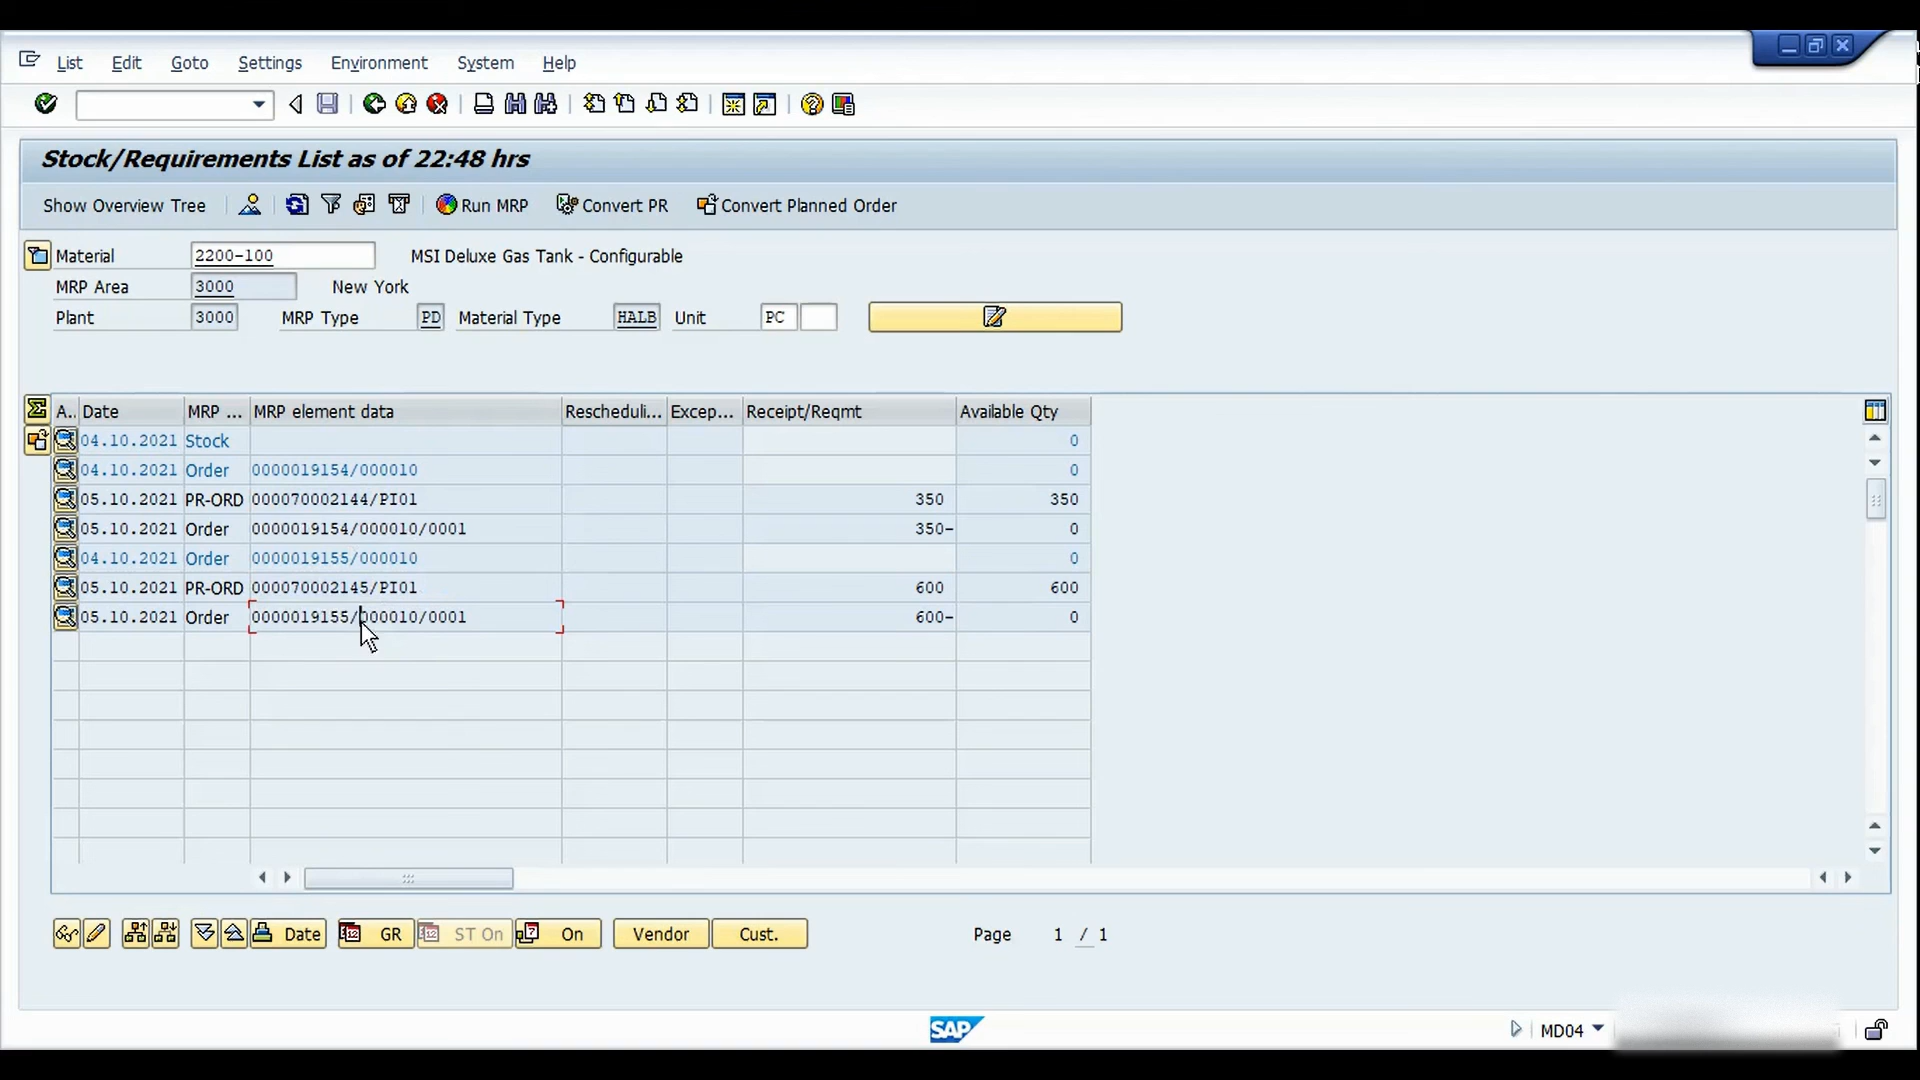 List Edit Goto Settings Environment System Help
Stock/Requirements List as of 22:48 hrs
Show Overview Tree Run MRP Convert PR Convert Planned Order
Material 2200-100 MSI Deluxe Gas Tank - Configurable
MRP Area 3000 New York
Plant 3000 MRP Type PD Material Type HALB Unit PC
A.. Date MRP ... MRP element data Rescheduli... Excep... Receipt/Reqmt Available Qty
04.10.2021 Stock 0
04.10.2021 Order 0000019154/000010 0
05.10.2021 PR-ORD 000070002144/PI01 350 350
05.10.2021 Order 0000019154/000010/0001 350- 0
04.10.2021 Order 0000019155/000010 0
05.10.2021 PR-ORD 000070002145/PI01 600 600
05.10.2021 Order 0000019155/000010/0001 600- 0
Date GR ST On On Vendor Cust. Page 1 / 1
SAP MD04